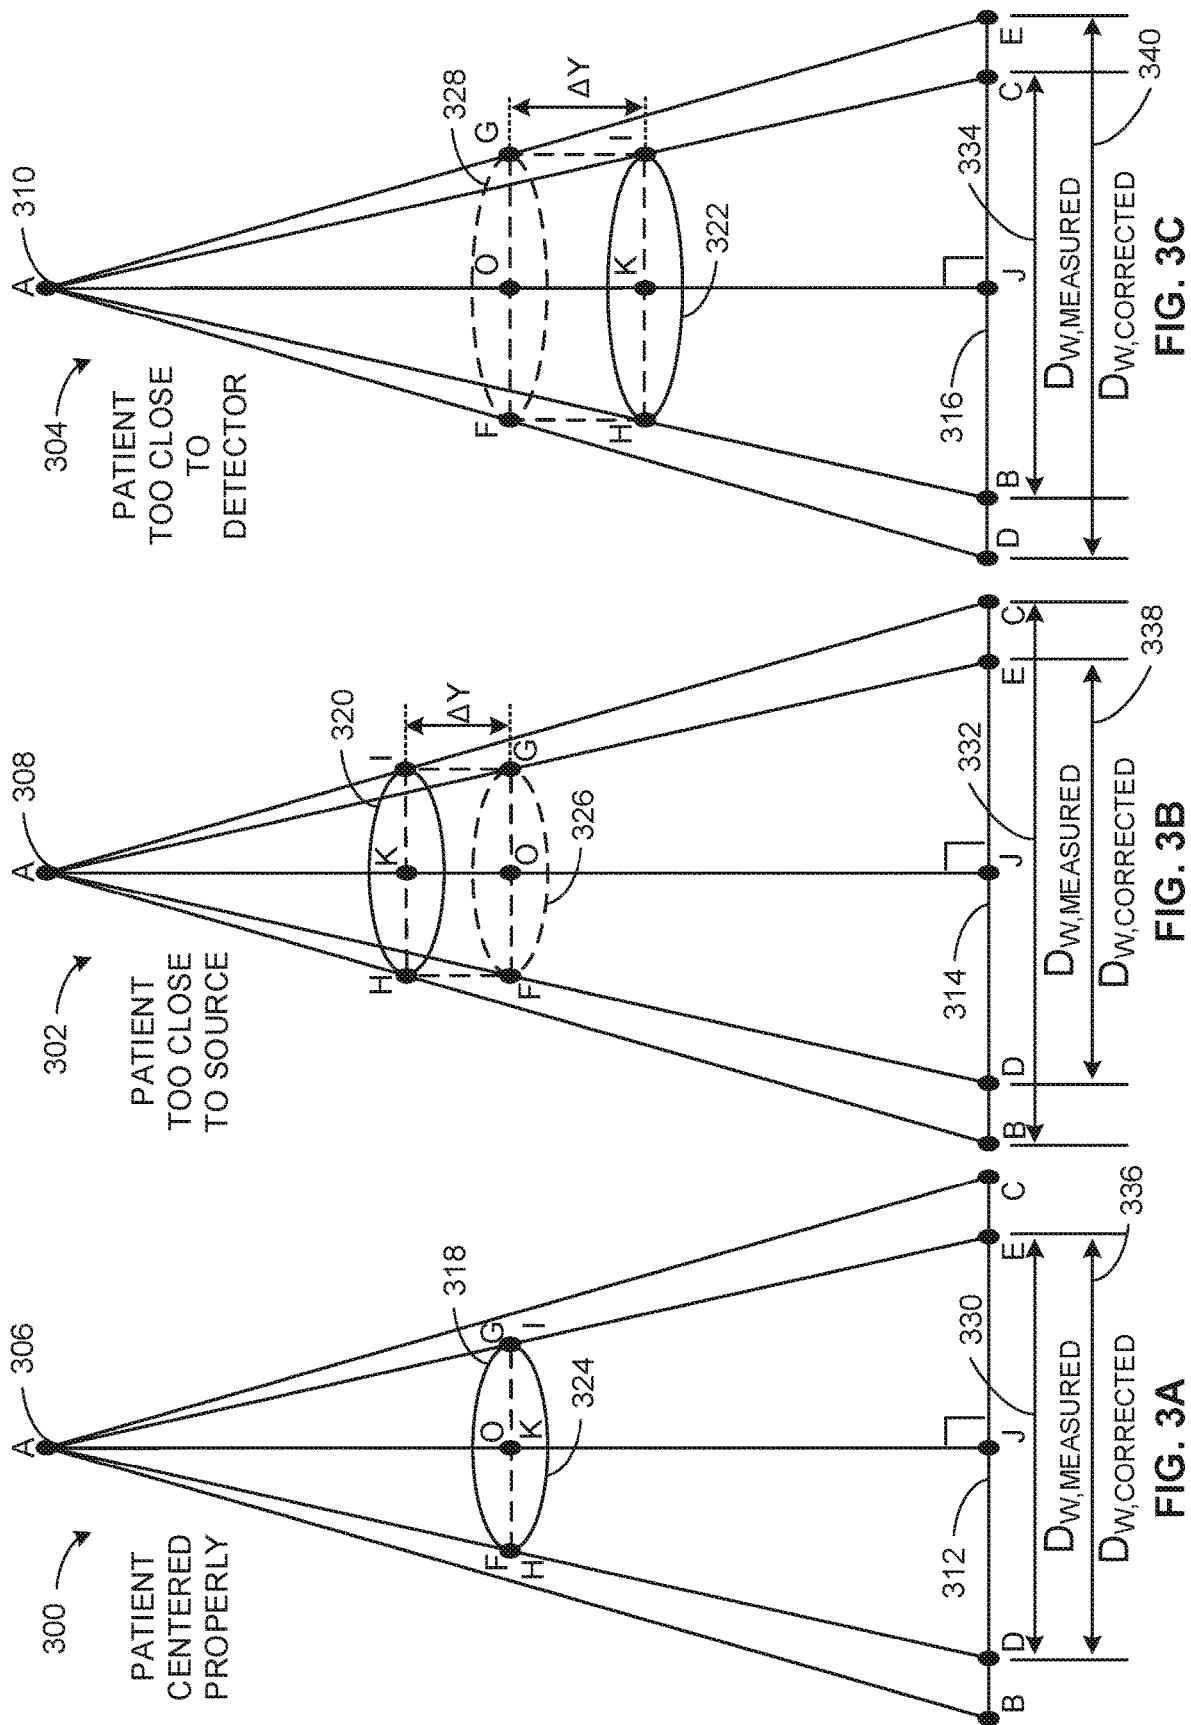 300
PATIENT
CENTERED
PROPERLY
A
306
318
F
O
G
H
K
I
324
312
330
B
D
J
E
C
DW,MEASURED
DW,CORRECTED
336
FIG. 3A
302
PATIENT
TOO CLOSE
TO SOURCE
A
308
320
H
K
I
ΔY
F
O
G
326
314
332
B
D
J
E
C
DW,MEASURED
DW,CORRECTED
338
FIG. 3B
304
PATIENT
TOO CLOSE
TO
DETECTOR
A
310
328
F
O
G
ΔY
H
K
I
322
316
334
D
B
J
C
E
DW,MEASURED
DW,CORRECTED
340
FIG. 3C